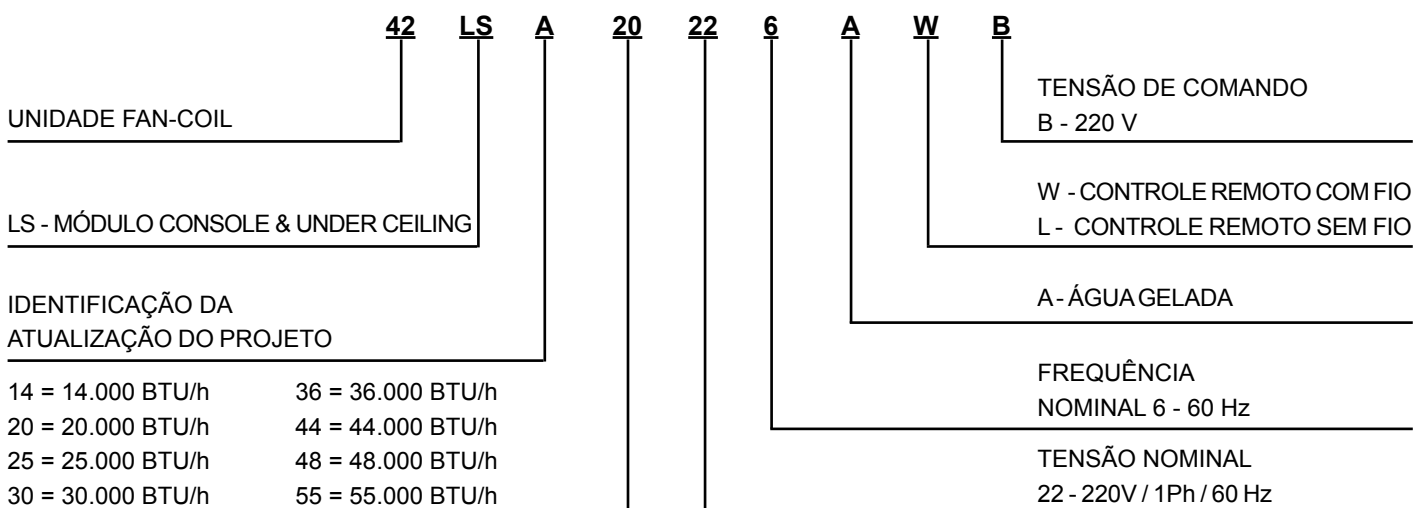 42 LS A 20 22 6 A W B
UNIDADE FAN-COIL
LS - MÓDULO CONSOLE & UNDER CEILING
IDENTIFICAÇÃO DA
ATUALIZAÇÃO DO PROJETO
14 = 14.000 BTU/h 36 = 36.000 BTU/h
20 = 20.000 BTU/h 44 = 44.000 BTU/h
25 = 25.000 BTU/h 48 = 48.000 BTU/h
30 = 30.000 BTU/h 55 = 55.000 BTU/h
TENSÃO DE COMANDO
B - 220 V
W - CONTROLE REMOTO COM FIO
L - CONTROLE REMOTO SEM FIO
A - ÁGUA GELADA
FREQUÊNCIA
NOMINAL 6 - 60 Hz
TENSÃO NOMINAL
22 - 220V / 1Ph / 60 Hz